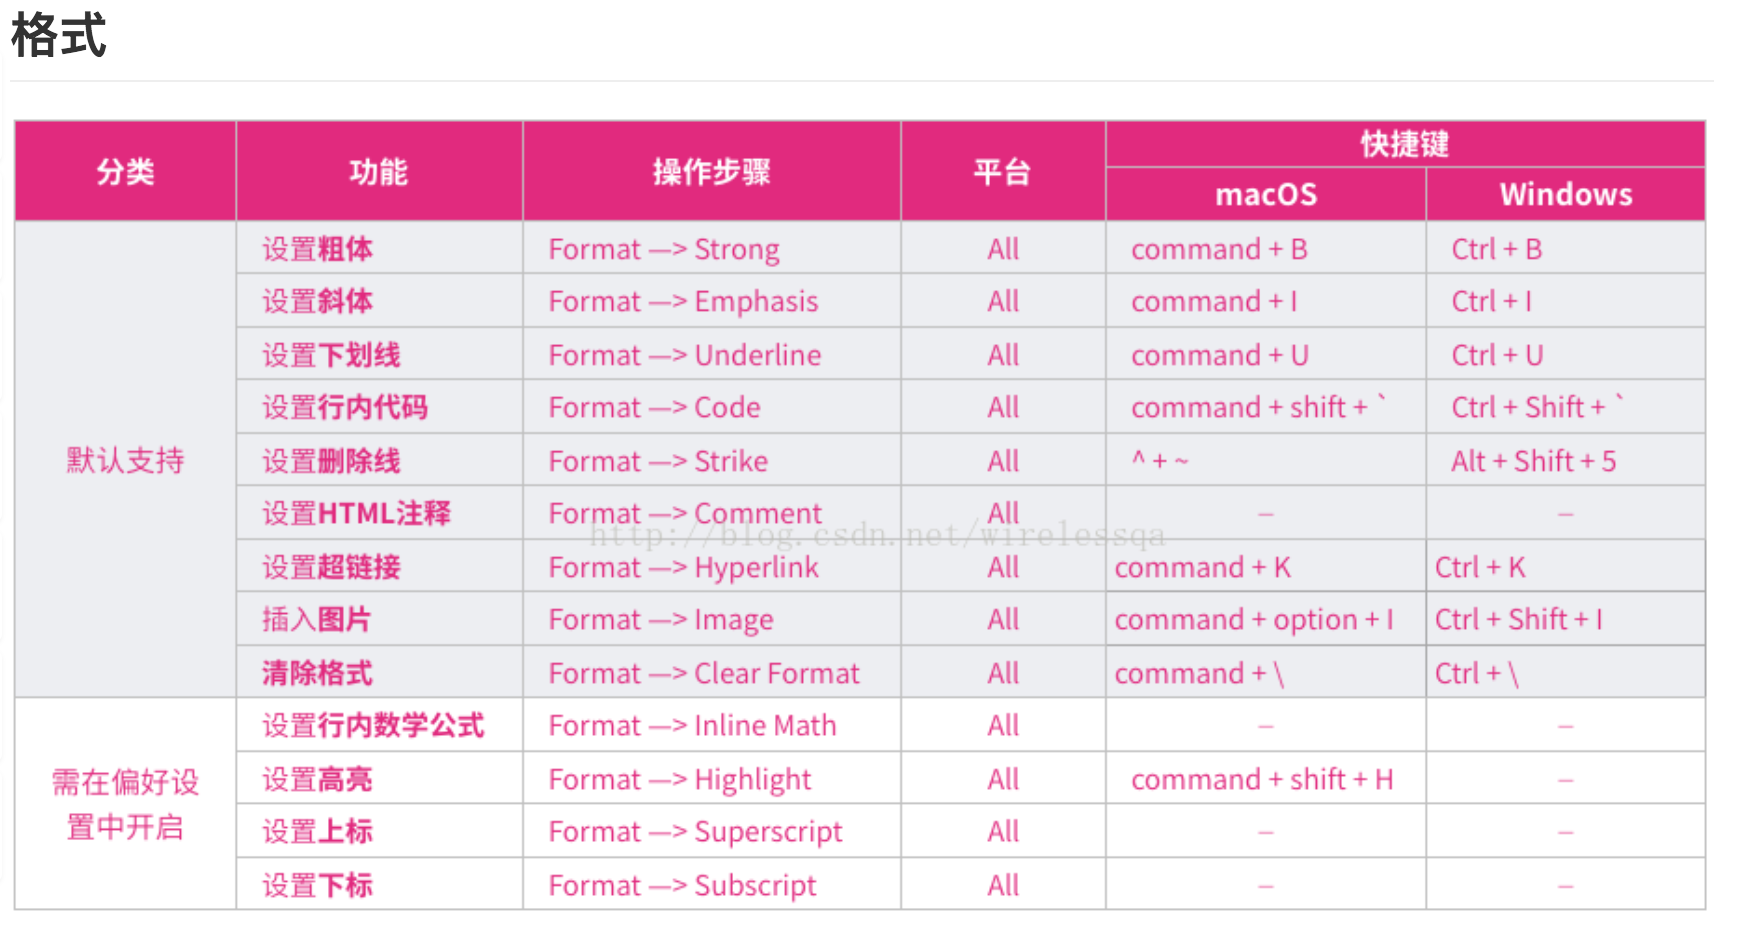 格式
分类 功能 操作步骤 平台 快捷键
macOS Windows
默认支持
设置粗体 Format —> Strong All command + B Ctrl + B
设置斜体 Format —> Emphasis All command + I Ctrl + I
设置下划线 Format —> Underline All command + U Ctrl + U
设置行内代码 Format —> Code All command + shift + ` Ctrl + Shift + `
设置删除线 Format —> Strike All ^ + ~ Alt + Shift + 5
设置HTML注释 Format —> Comment All – –
http://blog.csdn.net/wirelessqa
设置超链接 Format —> Hyperlink All command + K Ctrl + K
插入图片 Format —> Image All command + option + I Ctrl + Shift + I
清除格式 Format —> Clear Format All command + \ Ctrl + \
需在偏好设
置中开启
设置行内数学公式 Format —> Inline Math All – –
设置高亮 Format —> Highlight All command + shift + H –
设置上标 Format —> Superscript All – –
设置下标 Format —> Subscript All – –